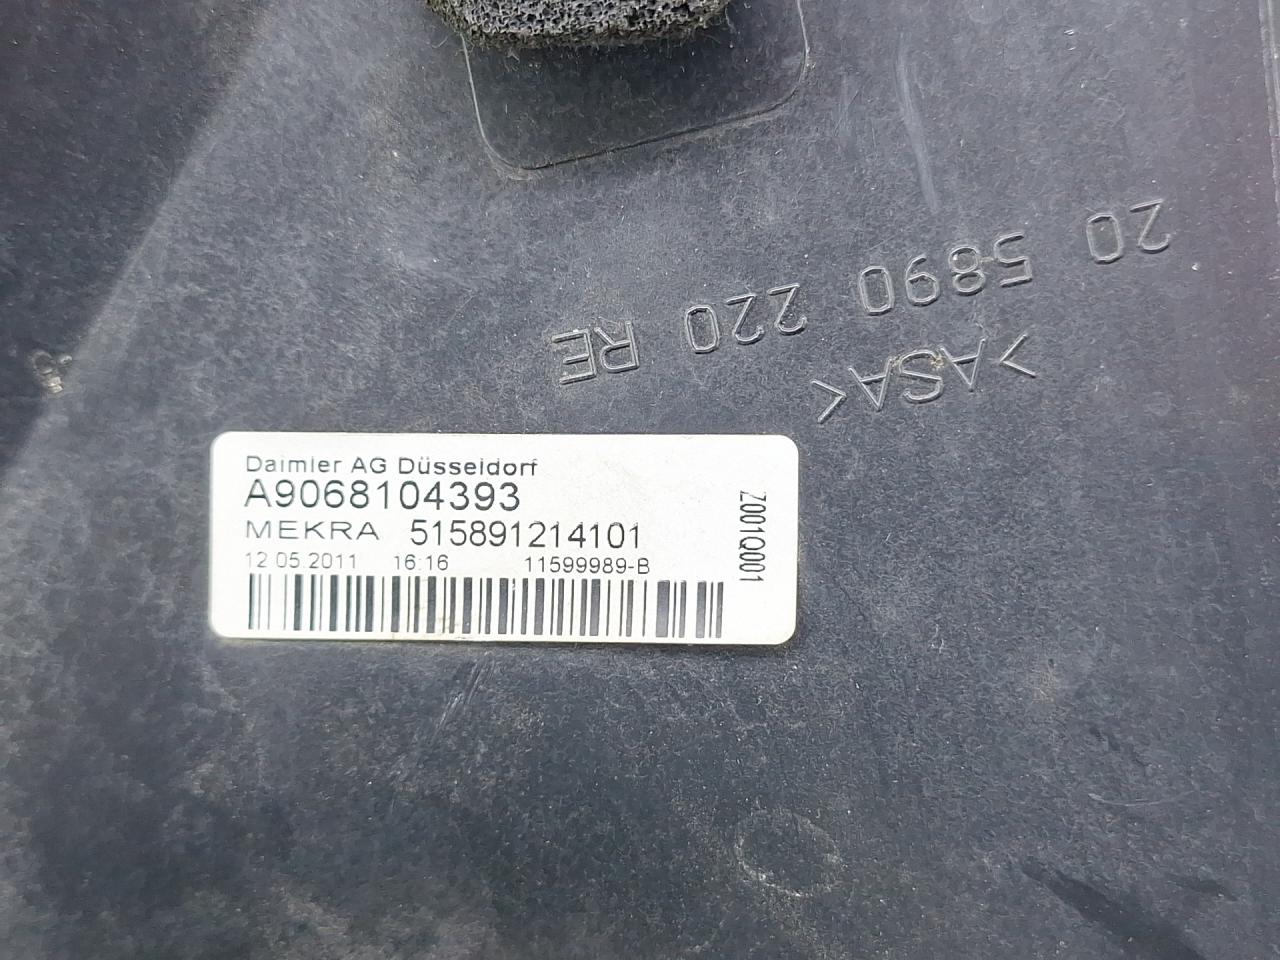 20 5890 220 RE
>ASA<
Daimler AG Düsseldorf
A9068104393
MEKRA 515891214101
12.05.2011 16:16 11599989-B
Z001Q001